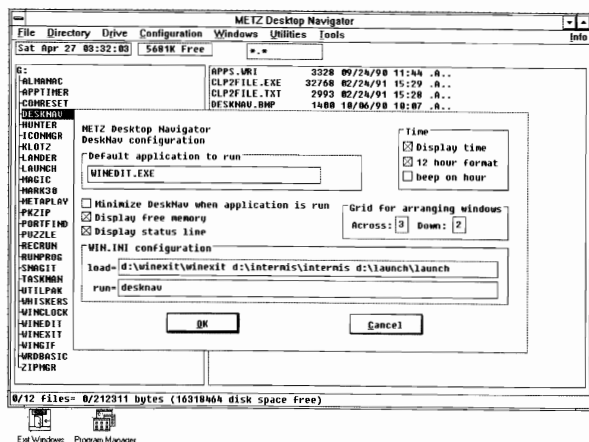 METZ Desktop Navigator
File Directory Drive Configuration Windows Utilities Tools Info
Sat Apr 27 03:32:03 5681K Free *.*
G:
ALMANAC
APPTIMER
COMRESET
DESKNAV
HUNTER
ICONMGR
KLOTZ
LANDER
LAUNCH
MAGIC
MARK30
METAPLAY
PKZIP
PORTFIND
PUZZLE
RECRUN
RUNPROG
SNAGIT
TASKMAN
UTILPAK
WHISKERS
WINCLOCK
WINEDIT
WINEXIT
WINGIF
WRDBASIC
ZIPMGR
APPS.WRI 3328 09/24/90 11:44 .A..
CLP2FILE.EXE 32768 02/24/91 15:29 .A..
CLP2FILE.TXT 2993 02/24/91 15:28 .A..
DESKNAV.BMP 1480 10/06/90 10:07 .A..
METZ Desktop Navigator
DeskNav configuration
Default application to run
WINEDIT.EXE
Time
Display time
12 hour format
beep on hour
Minimize DeskNav when application is run
Display free memory
Display status line
Grid for arranging windows
Across: 3 Down: 2
WIN.INI configuration
load= d:\winexit\winexit d:\intermis\intermis d:\launch\launch
run= desknav
OK Cancel
0/12 files= 0/212311 bytes (16318464 disk space free)
Exit Windows Program Manager